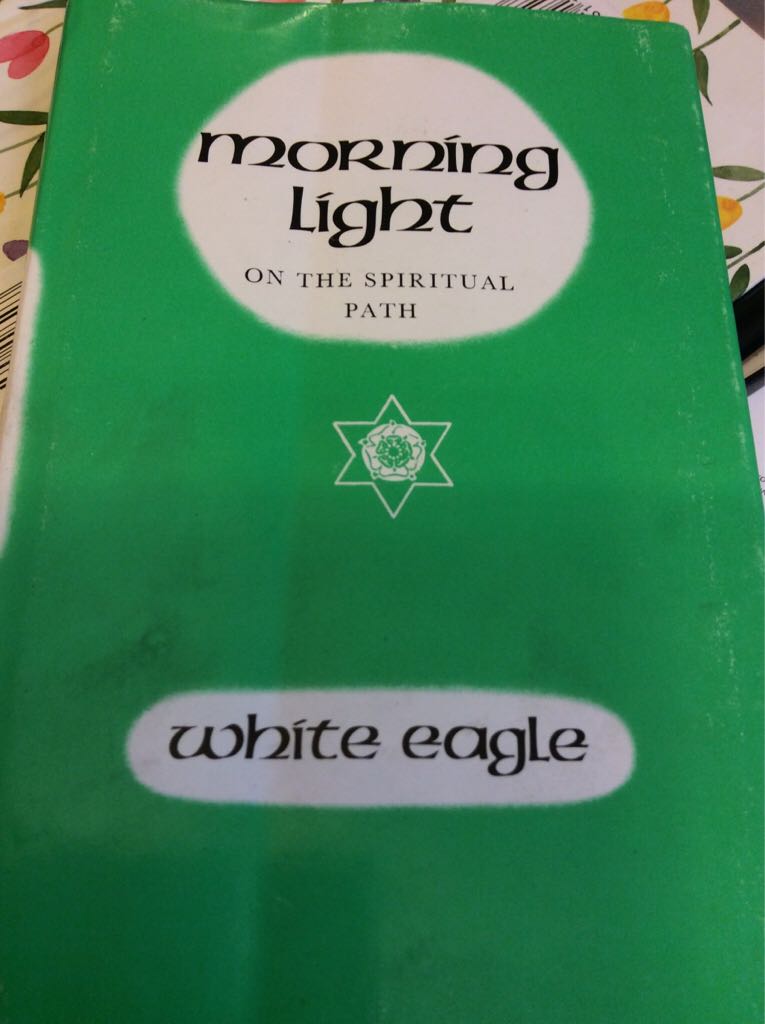 morning
light
ON THE SPIRITUAL
PATH
white eagle